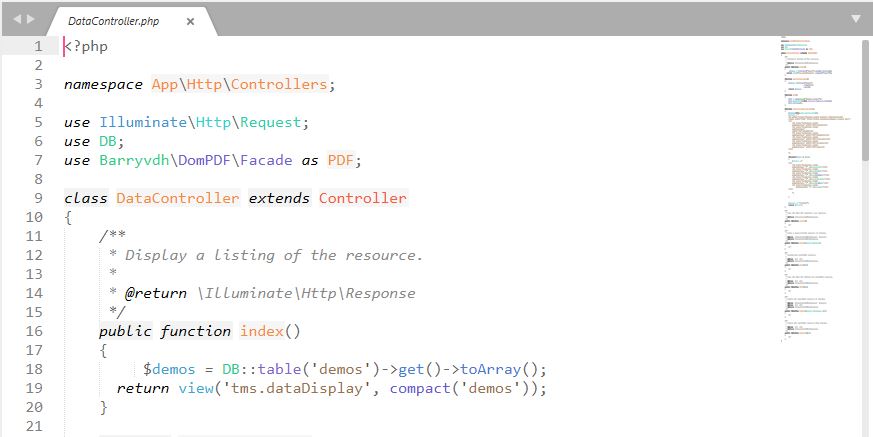 DataController.php ×
1 <?php
2
3 namespace App\Http\Controllers;
4
5 use Illuminate\Http\Request;
6 use DB;
7 use Barryvdh\DomPDF\Facade as PDF;
8
9 class DataController extends Controller
10 {
11 /**
12 * Display a listing of the resource.
13 *
14 * @return \Illuminate\Http\Response
15 */
16 public function index()
17 {
18 $demos = DB::table('demos')->get()->toArray();
19 return view('tms.dataDisplay', compact('demos'));
20 }
21